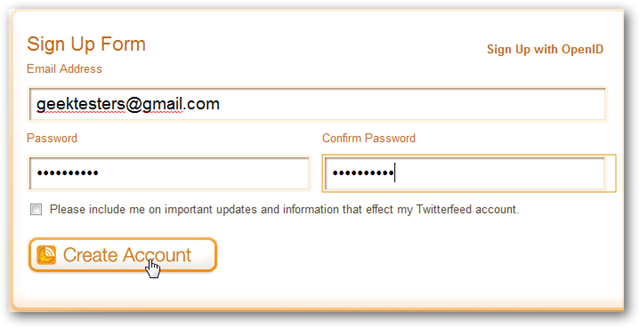 Sign Up Form
Sign Up with OpenID
Email Address
geektesters@gmail.com
Password
Confirm Password
••••••••••
••••••••••
Please include me on important updates and information that effect my Twitterfeed account.
Create Account